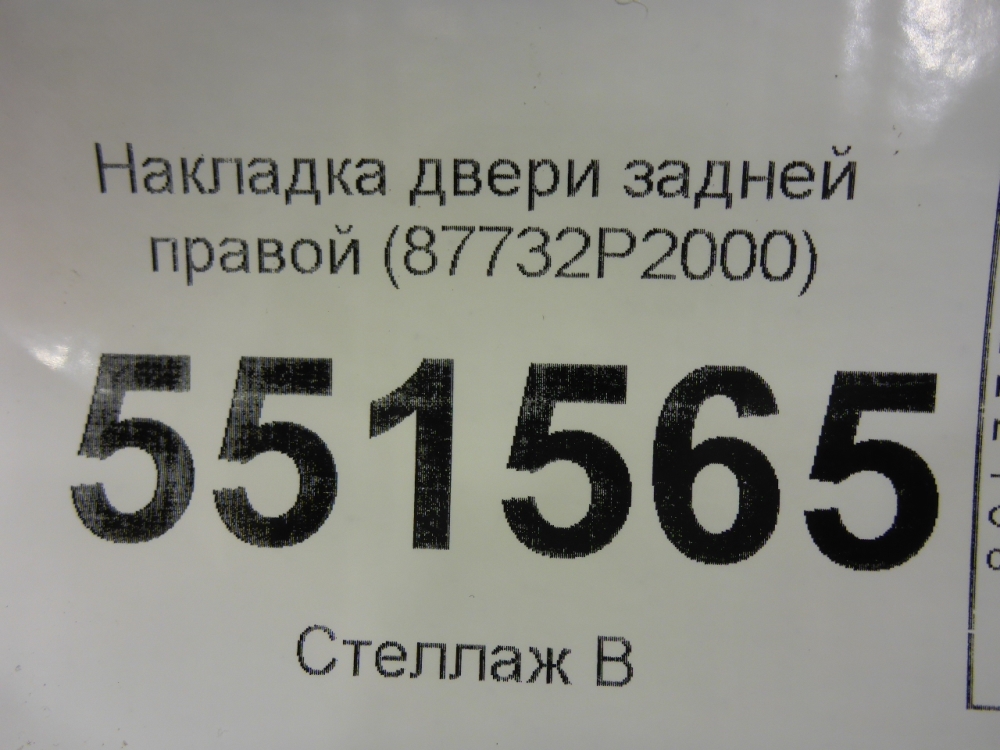 Накладка двери задней
правой (87732P2000)
551565
Стеллаж В